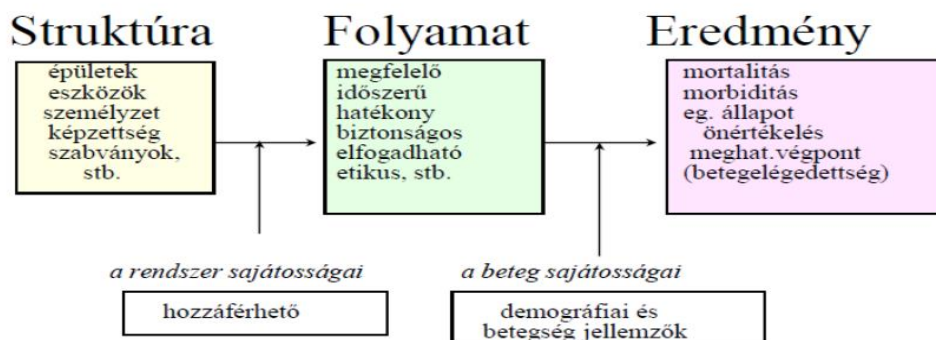 Struktúra
épületek
eszközök
személyzet
képzettség
szabványok,
stb.
Folyamat
megfelelő
időszerű
hatékony
biztonságos
elfogadható
etikus, stb.
Eredmény
mortalitás
morbiditás
eg. állapot
önértékelés
meghat.végpont
(betegelégedettség)
a rendszer sajátosságai
hozzáférhető
a beteg sajátosságai
demográfiai és
betegség jellemzők